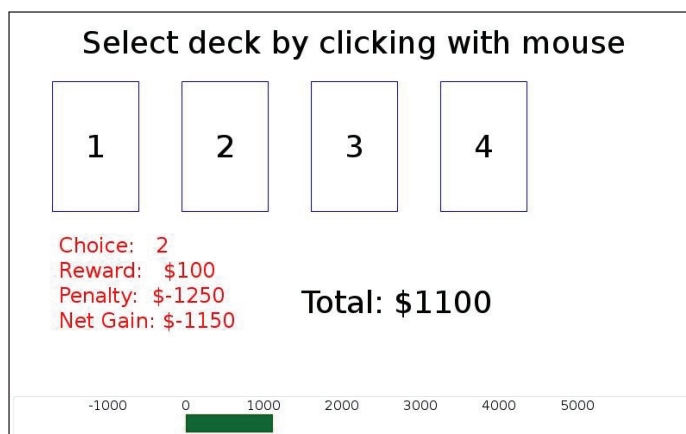 Select deck by clicking with mouse
1 2 3 4
Choice: 2
Reward: $100
Penalty: $-1250
Net Gain: $-1150
Total: $1100
-1000 0 1000 2000 3000 4000 5000